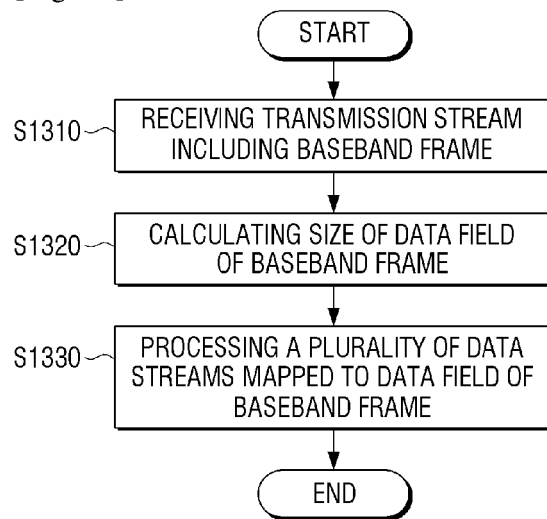 START
S1310
RECEIVING TRANSMISSION STREAM
INCLUDING BASEBAND FRAME
S1320
CALCULATING SIZE OF DATA FIELD
OF BASEBAND FRAME
S1330
PROCESSING A PLURALITY OF DATA
STREAMS MAPPED TO DATA FIELD OF
BASEBAND FRAME
END